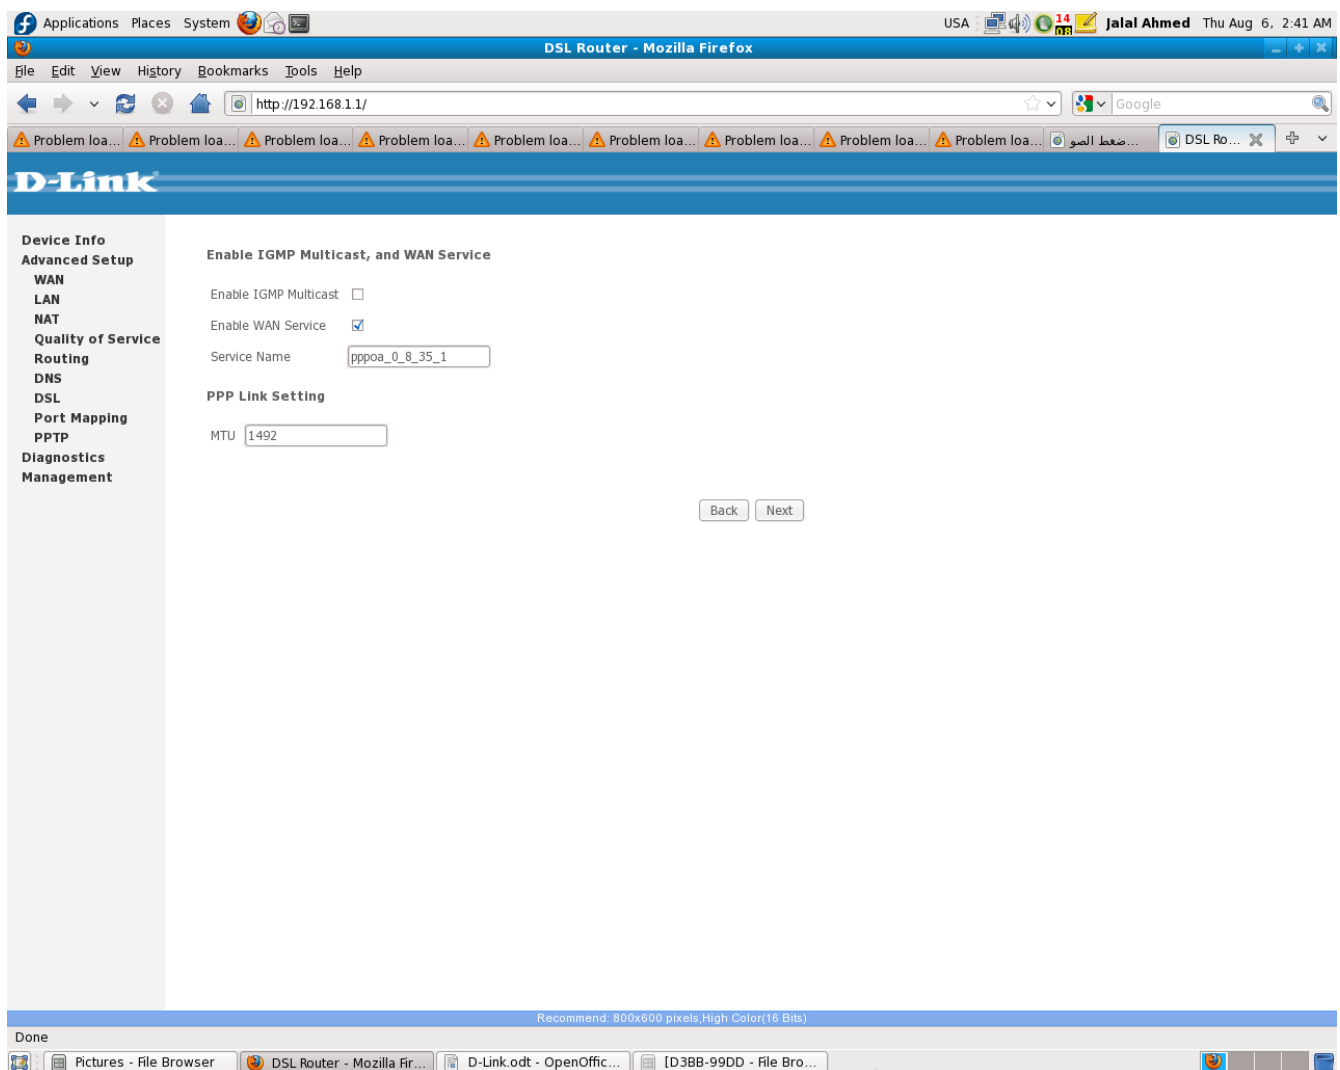 Applications Places System USA 14 08 Jalal Ahmed Thu Aug 6, 2:41 AM
DSL Router - Mozilla Firefox
File Edit View History Bookmarks Tools Help
http://192.168.1.1/ Google
Problem loa... Problem loa... Problem loa... Problem loa... Problem loa... Problem loa... Problem loa... Problem loa... Problem loa... ضغط الصو... DSL Ro...
D-Link
Device Info
Advanced Setup
WAN
LAN
NAT
Quality of Service
Routing
DNS
DSL
Port Mapping
PPTP
Diagnostics
Management
Enable IGMP Multicast, and WAN Service
Enable IGMP Multicast
Enable WAN Service
Service Name pppoa_0_8_35_1
PPP Link Setting
MTU 1492
Back Next
Recommend: 800x600 pixels,High Color(16 Bits)
Done
Pictures - File Browser DSL Router - Mozilla Fir... D-Link.odt - OpenOffic... [D3BB-99DD - File Bro...